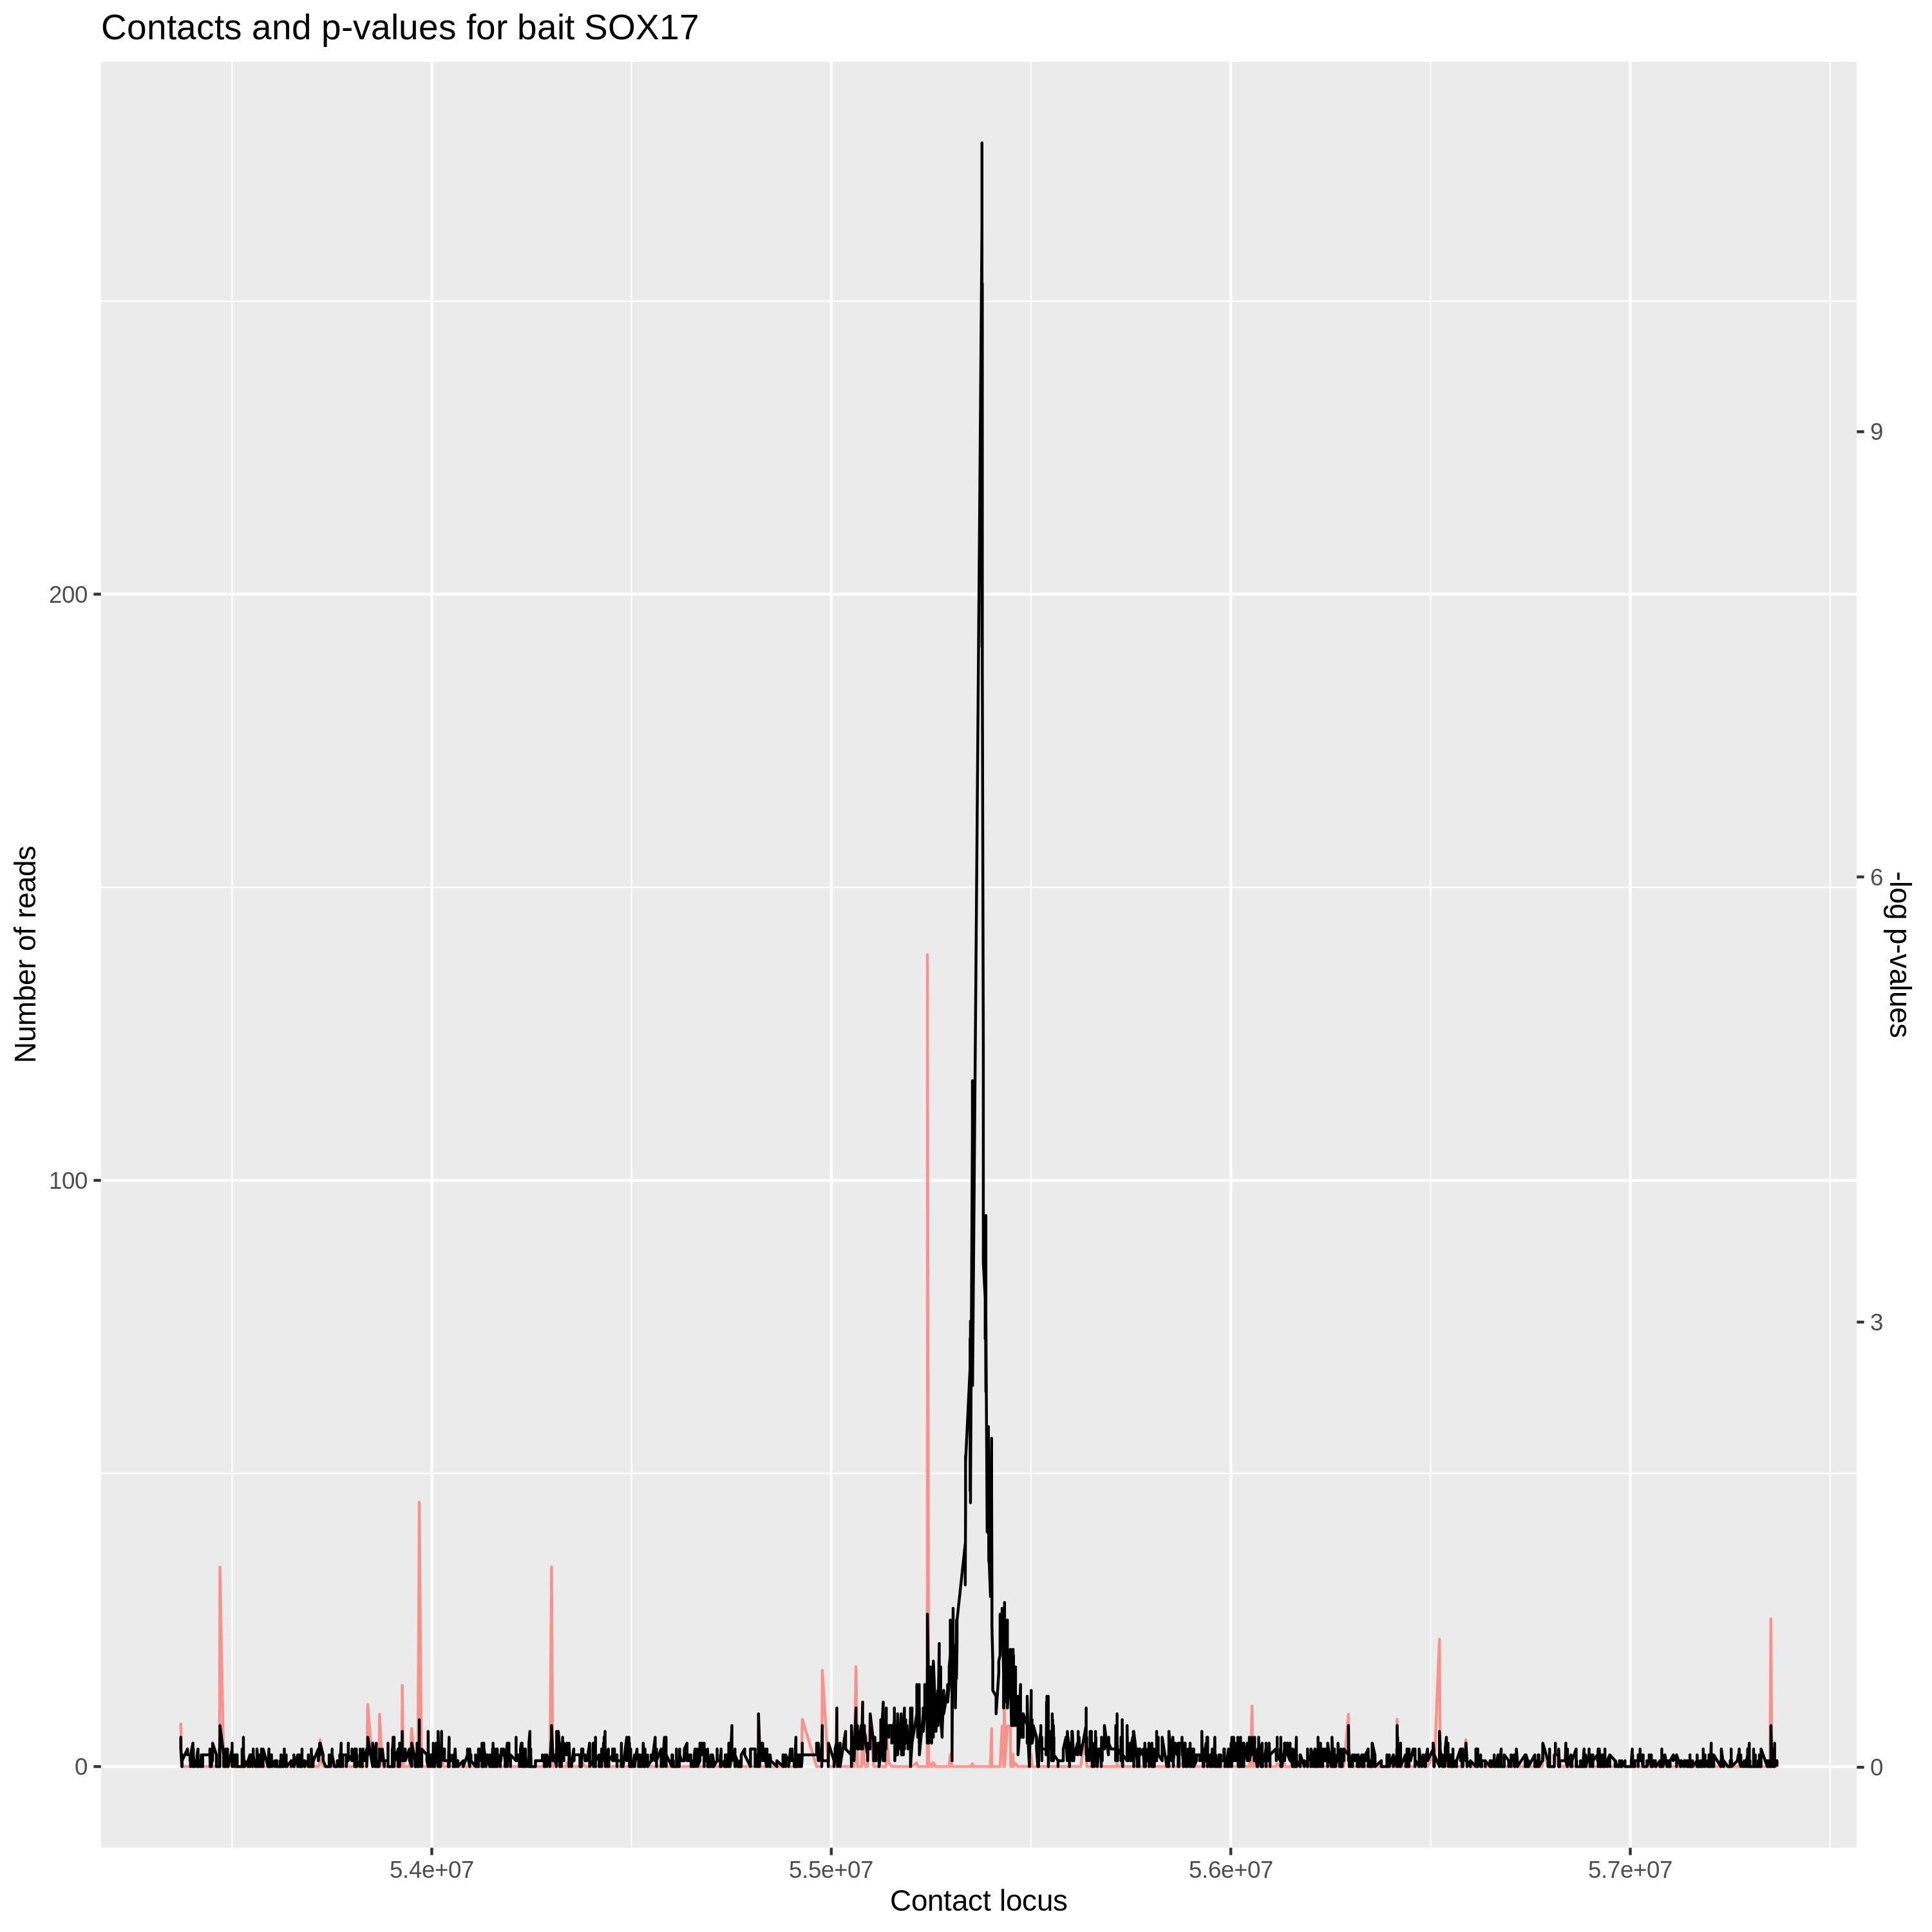 Contacts and p-values for bait SOX17
Number of reads
200
100
0
9
6
3
0
-log p-values
5.4e+07
5.5e+07
5.6e+07
5.7e+07
Contact locus